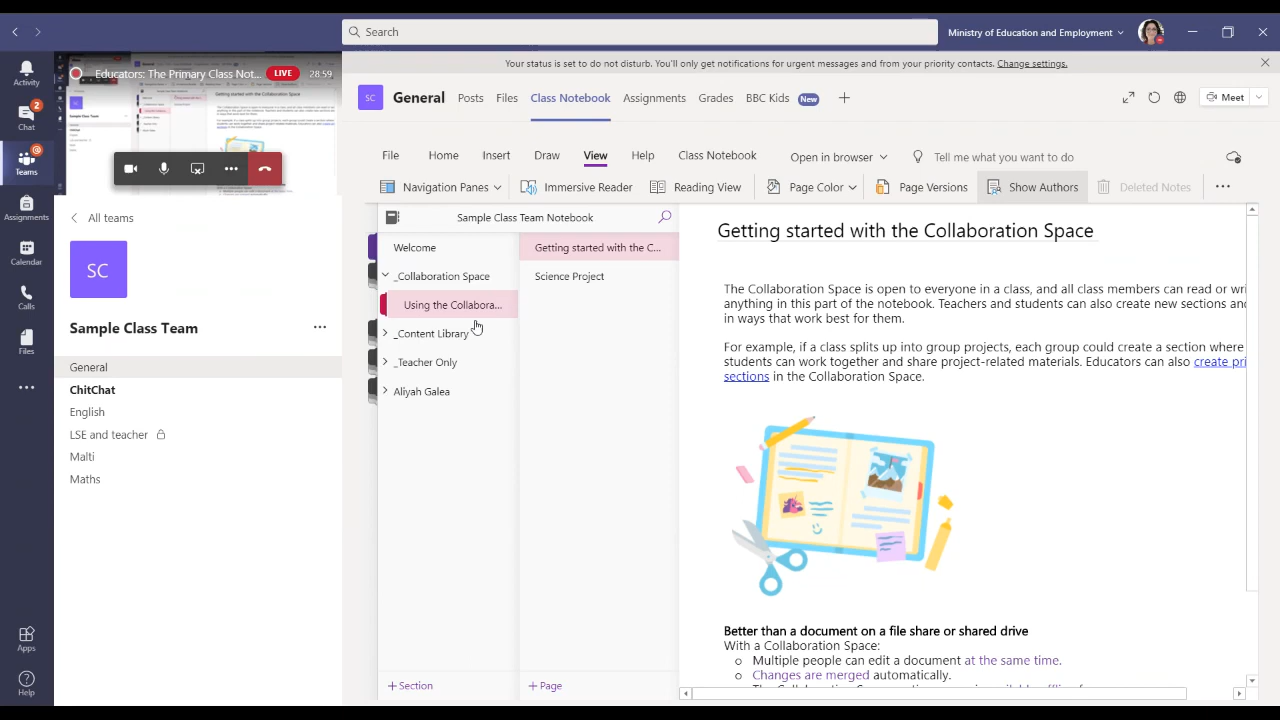 Search
Ministry of Education and Employment
Your status is set to do not disturb. You'll only get notifications for urgent messages and from your priority contacts. Change settings.
Activity
2
Chat
Teams
Assignments
Calendar
Calls
Files
Apps
Help
Educators: The Primary Class Not...
LIVE
28:59
All teams
SC
Sample Class Team
General
ChitChat
English
LSE and teacher
Malti
Maths
SC
General
Posts
Files
Class Notebook
Assignments
Grades
New
Meet
File
Home
Insert
Draw
View
Help
Class Notebook
Open in browser
Tell me what you want to do
Navigation Panes
Immersive Reader
Reading View
Page Color
Page Versions
Show Authors
Deleted Notes
Sample Class Team Notebook
Welcome
_Collaboration Space
Using the Collabora...
_Content Library
_Teacher Only
Aliyah Galea
+ Section
Getting started with the C...
Science Project
+ Page
Getting started with the Collaboration Space
The Collaboration Space is open to everyone in a class, and all class members can read or wri
anything in this part of the notebook. Teachers and students can also create new sections and
in ways that work best for them.
For example, if a class splits up into group projects, each group could create a section where
students can work together and share project-related materials. Educators can also create pri
sections in the Collaboration Space.
Better than a document on a file share or shared drive
With a Collaboration Space:
Multiple people can edit a document at the same time.
Changes are merged automatically.